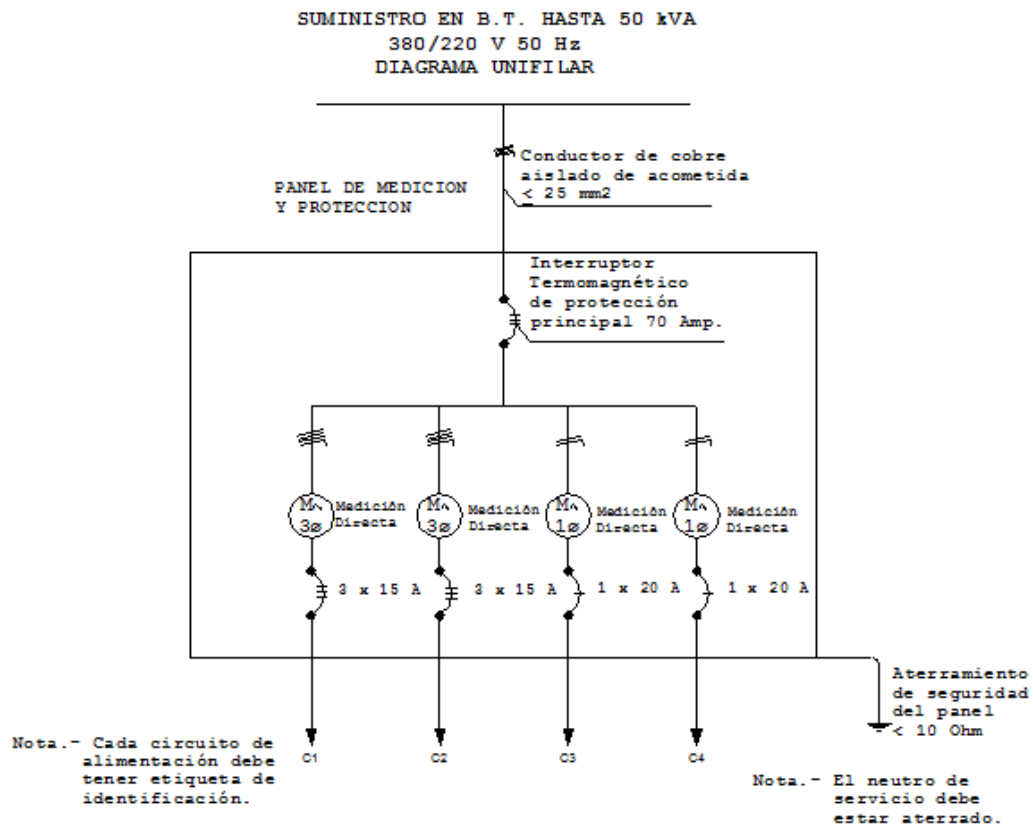 SUMINISTRO EN B.T. HASTA 50 kVA
380/220 V 50 Hz
DIAGRAMA UNIFILAR
Conductor de cobre
aislado de acometida
< 25 mm2
PANEL DE MEDICION
Y PROTECCION
Interruptor
Termomagnético
de protección
principal 70 Amp.
M
3ø
Medición
Directa
M
3ø
Medición
Directa
M
1ø
Medición
Directa
M
1ø
Medición
Directa
3 x 15 A
3 x 15 A
1 x 20 A
1 x 20 A
Aterramiento
de seguridad
del panel
< 10 Ohm
C1
C2
C3
C4
Nota.- Cada circuito de
alimentación debe
tener etiqueta de
identificación.
Nota.- El neutro de
servicio debe
estar aterrado.